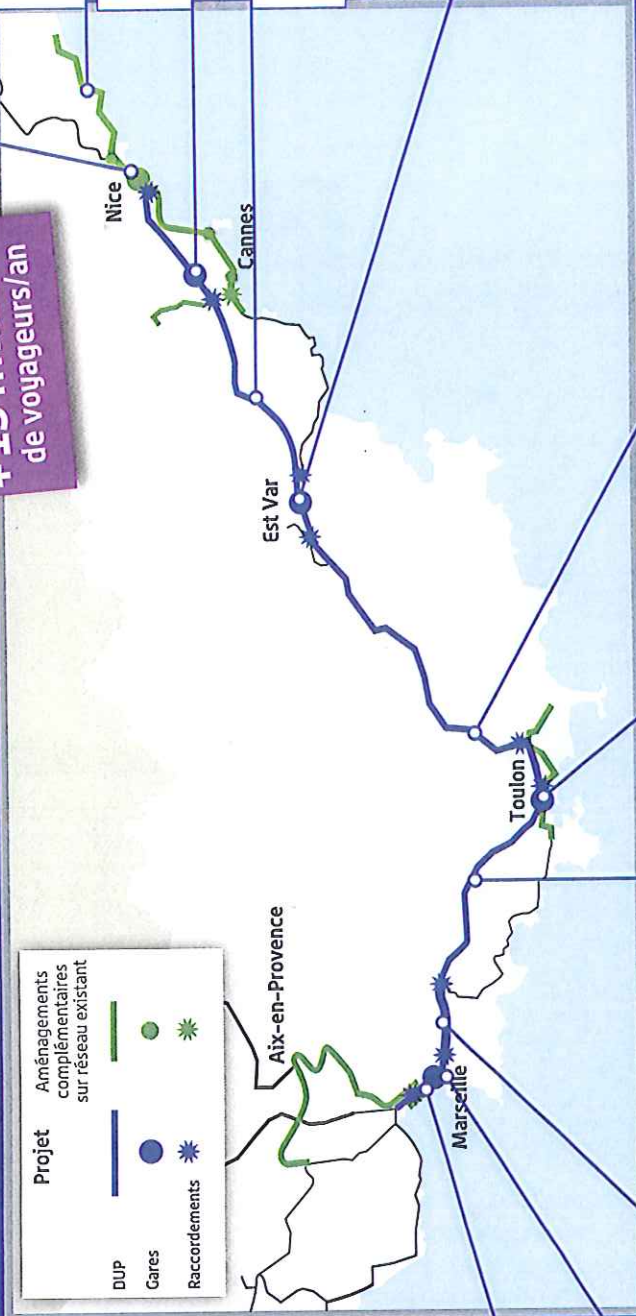 de voyageurs/an
Nice
Cannes
Est Var
Toulon
Marseille
Aix-en-Provence
Projet
Aménagements
complémentaires
sur réseau existant
DUP
Gares
Raccordements